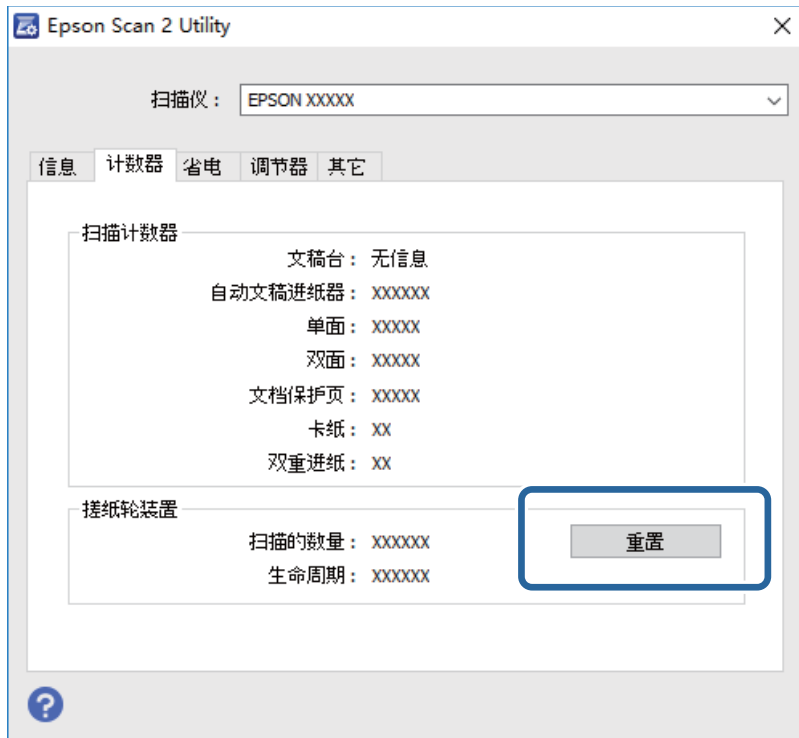 Epson Scan 2 Utility
扫描仪： EPSON XXXXX
信息 计数器 省电 调节器 其它
扫描计数器
文稿台： 无信息
自动文稿进纸器： XXXXXX
单面： XXXXX
双面： XXXXX
文档保护页： XXXXX
卡纸： XX
双重进纸： XX
搓纸轮装置
扫描的数量： XXXXXX 重置
生命周期： XXXXXX
?